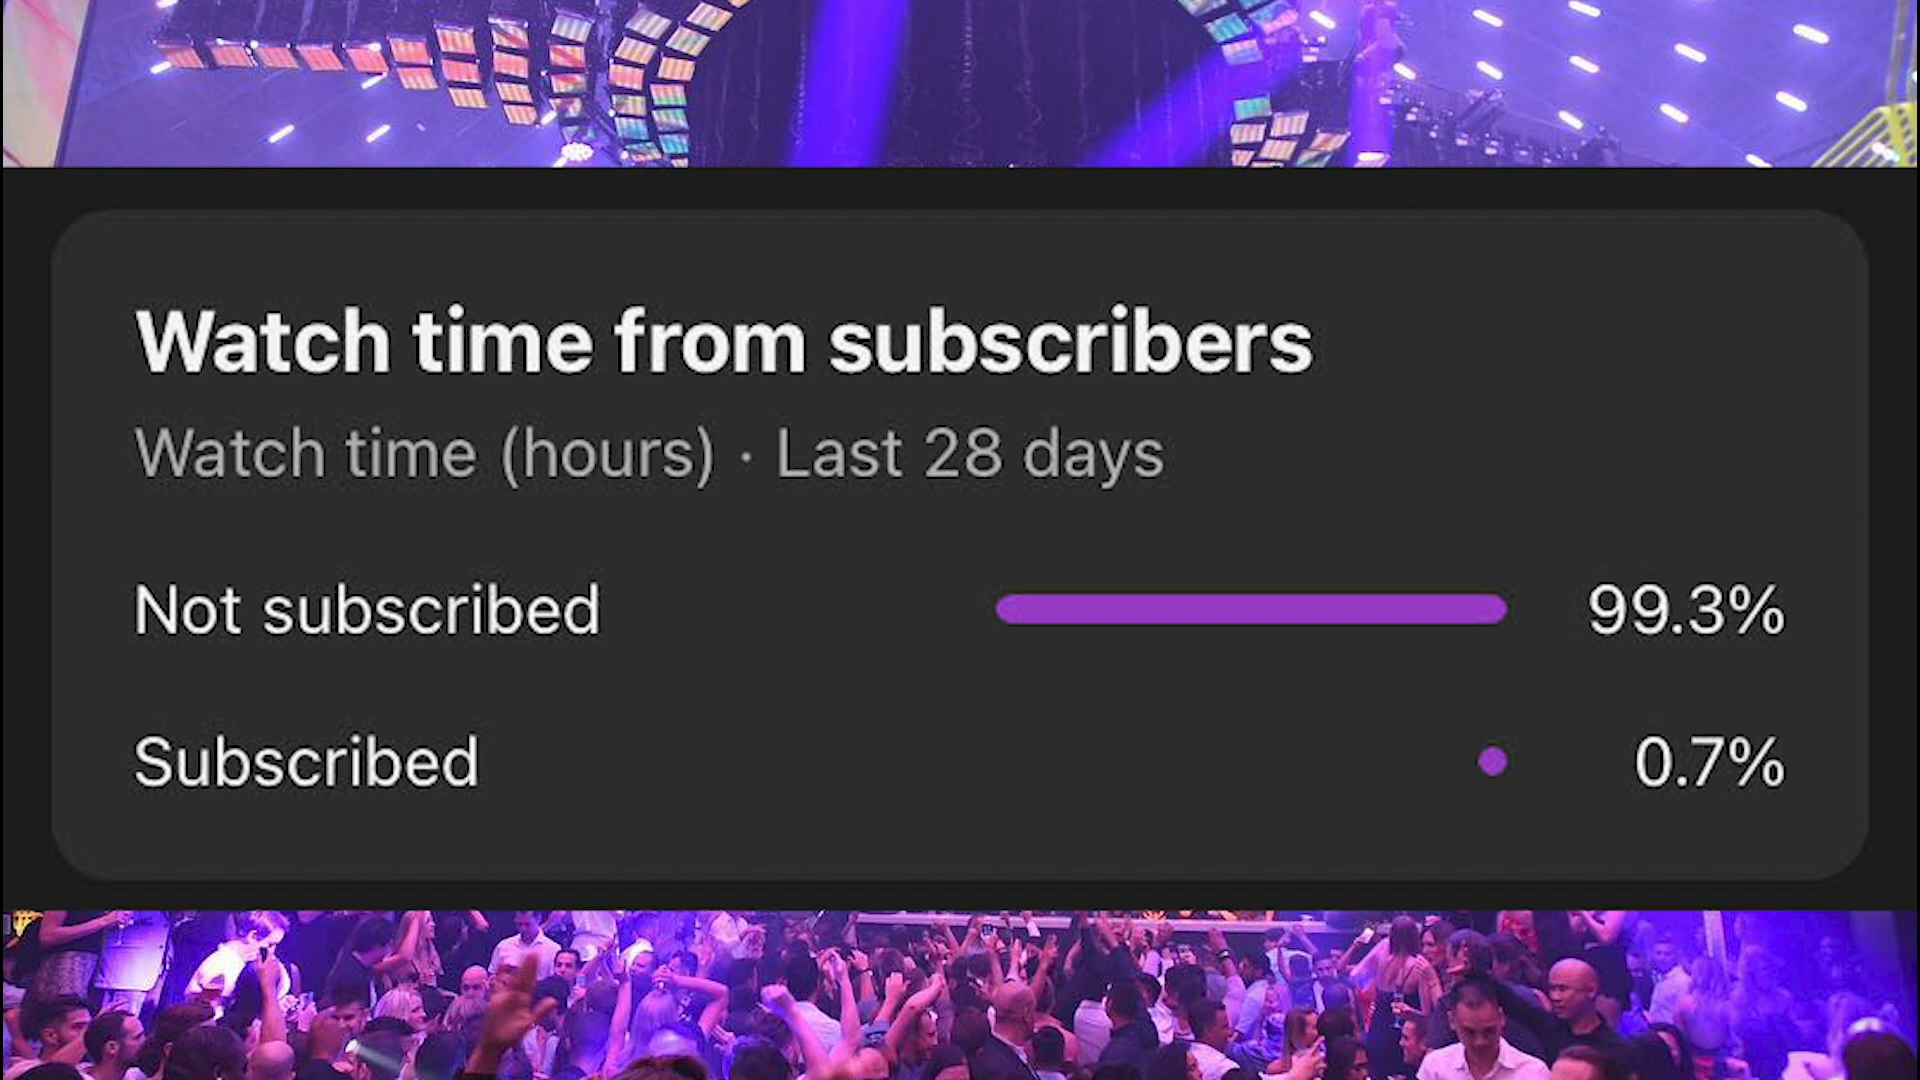 Watch time from subscribers
Watch time (hours) · Last 28 days
Not subscribed 99.3%
Subscribed 0.7%